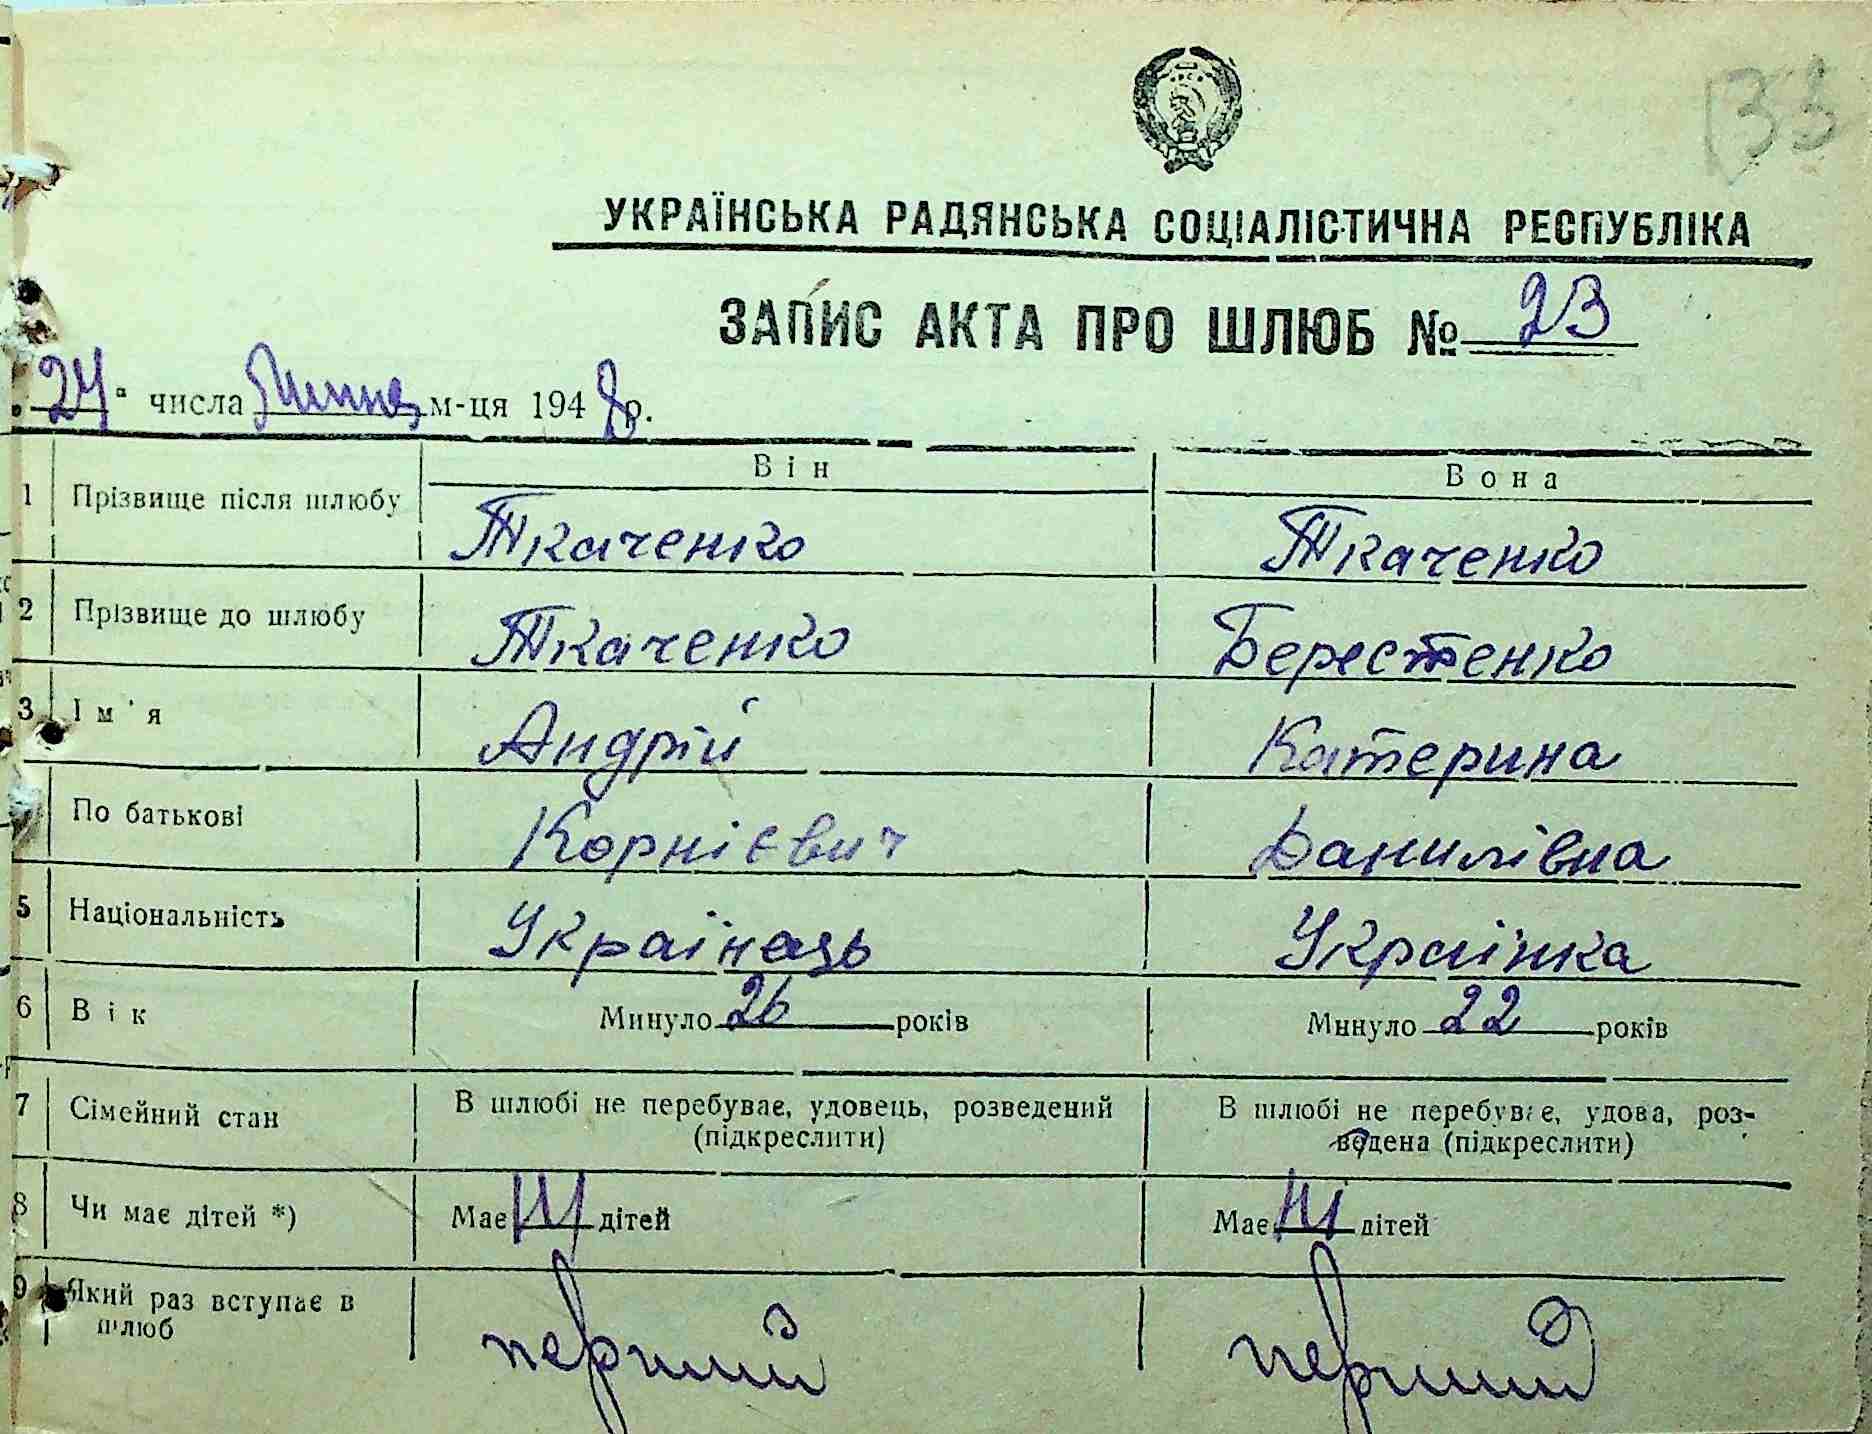 33
УКРАЇНСЬКА РАДЯНСЬКА СОЦІАЛІСТИЧНА РЕСПУБЛІКА
ЗАПИС АКТА ПРО ШЛЮБ № 23
24 " числа липня м-ця 1948 р.
Він Вона
1 Прізвище після шлюбу Ткаченко Ткаченко
2 Прізвище до шлюбу Ткаченко Берестенко
3 Ім'я Андрій Катерина
По батькові Корнієвич Данилівна
5 Національність Українець Українка
6 Вік Минуло 26 років Минуло 22 років
7 Сімейний стан В шлюбі не перебуває, удовець, розведений В шлюбі не перебуває, удова, роз-
(підкреслити) ведена (підкреслити)
8 Чи має дітей *) Має дітей Має дітей
9 Який раз вступає в
шлюб перший перший